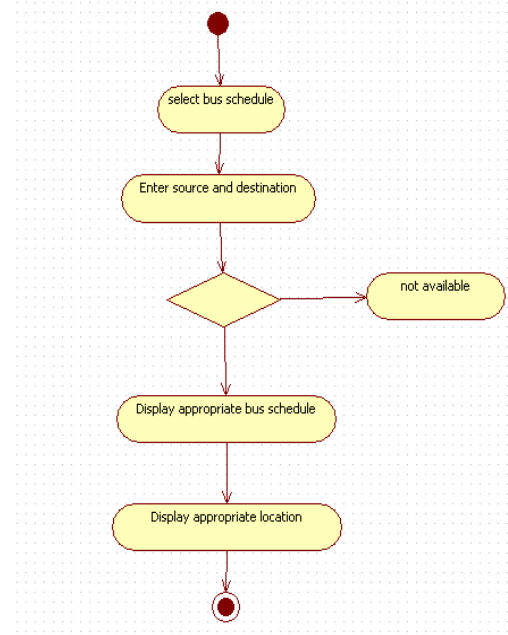 select bus schedule
Enter source and destination
not available
Display appropriate bus schedule
Display appropriate location